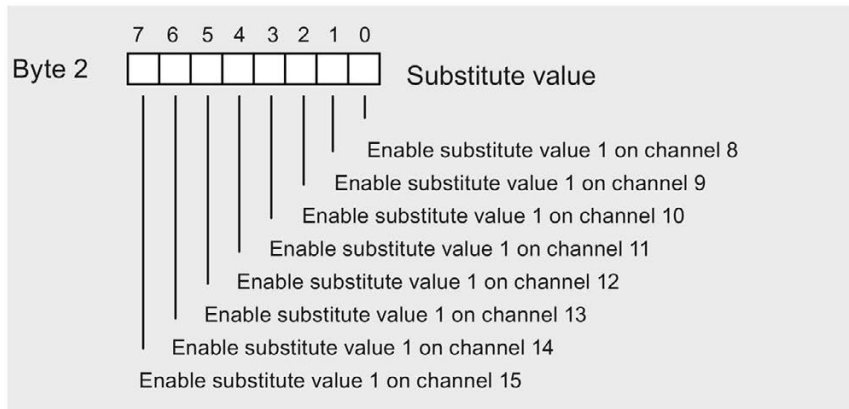 7 6 5 4 3 2 1 0
Byte 2 Substitute value
Enable substitute value 1 on channel 8
Enable substitute value 1 on channel 9
Enable substitute value 1 on channel 10
Enable substitute value 1 on channel 11
Enable substitute value 1 on channel 12
Enable substitute value 1 on channel 13
Enable substitute value 1 on channel 14
Enable substitute value 1 on channel 15